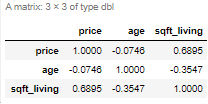 A matrix: 3 × 3 of type dbl
price age sqft_living
price 1.0000 -0.0746 0.6895
age -0.0746 1.0000 -0.3547
sqft_living 0.6895 -0.3547 1.0000